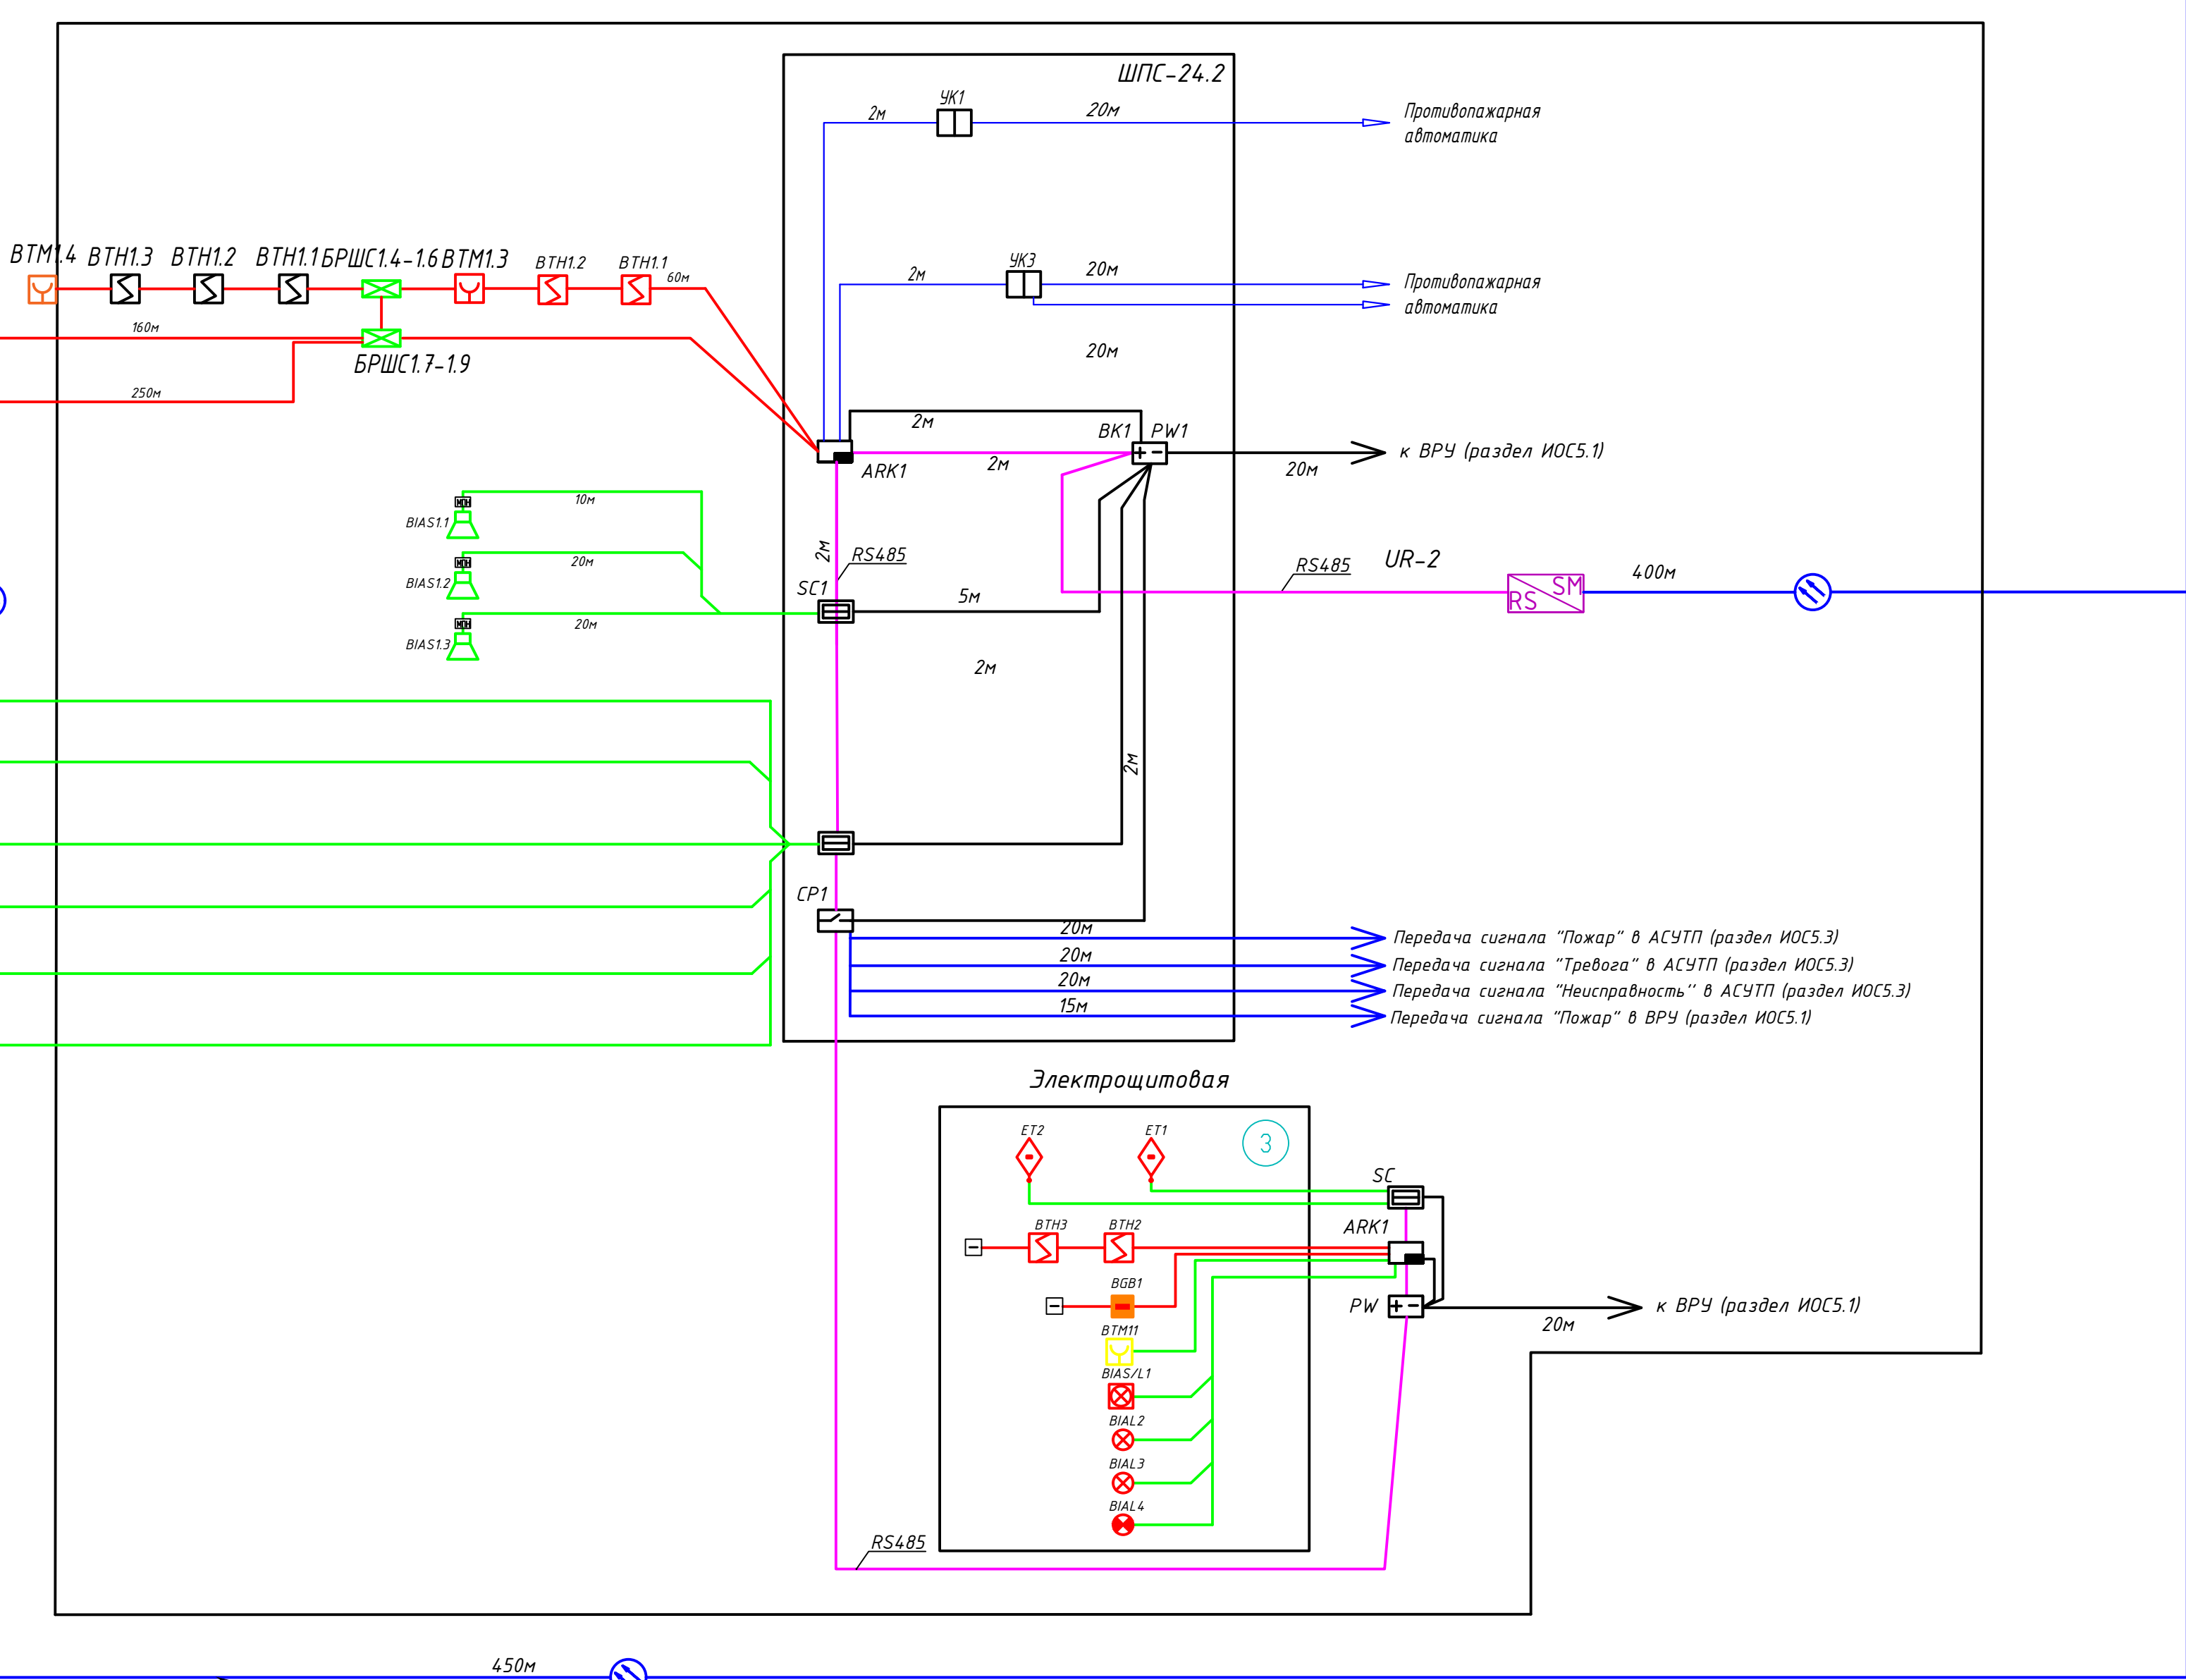 ШПС-24.2
УК1
2м
20м
Противопажарная
автоматика
УК3
2м
20м
Противопажарная
автоматика
20м
BTM1.4
BTH1.3
BTH1.2
BTH1.1
БРШС1.4-1.6
BTM1.3
BTH1.2
BTH1.1
60м
160м
БРШС1.7-1.9
250м
2м
BK1
PW1
2м
ARK1
20м
к ВРУ (раздел ИОС5.1)
10м
BIAS1.1
20м
BIAS1.2
20м
BIAS1.3
2м
RS485
SC1
5м
2м
RS485
UR-2
RS
SM
400м
2м
CP1
20м
Передача сигнала "Пожар" в АСУТП (раздел ИОС5.3)
20м
Передача сигнала "Тревога" в АСУТП (раздел ИОС5.3)
20м
Передача сигнала "Неисправность" в АСУТП (раздел ИОС5.3)
15м
Передача сигнала "Пожар" в ВРУ (раздел ИОС5.1)
Электрощитовая
ET2
ET1
3
SC
BTH3
BTH2
ARK1
BGB1
PW
20м
к ВРУ (раздел ИОС5.1)
BTM11
BIAS/L1
BIAL2
BIAL3
BIAL4
RS485
450м